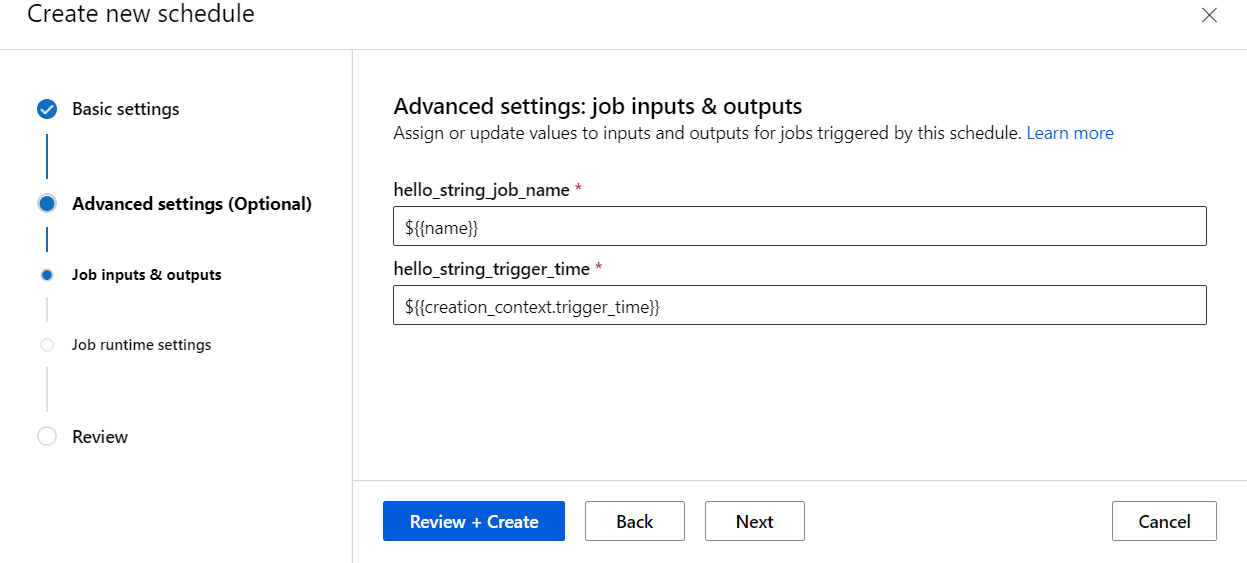 Create new schedule
Basic settings
Advanced settings (Optional)
Job inputs & outputs
Job runtime settings
Review
Advanced settings: job inputs & outputs
Assign or update values to inputs and outputs for jobs triggered by this schedule. Learn more
hello_string_job_name *
${{name}}
hello_string_trigger_time *
${{creation_context.trigger_time}}
Review + Create
Back
Next
Cancel